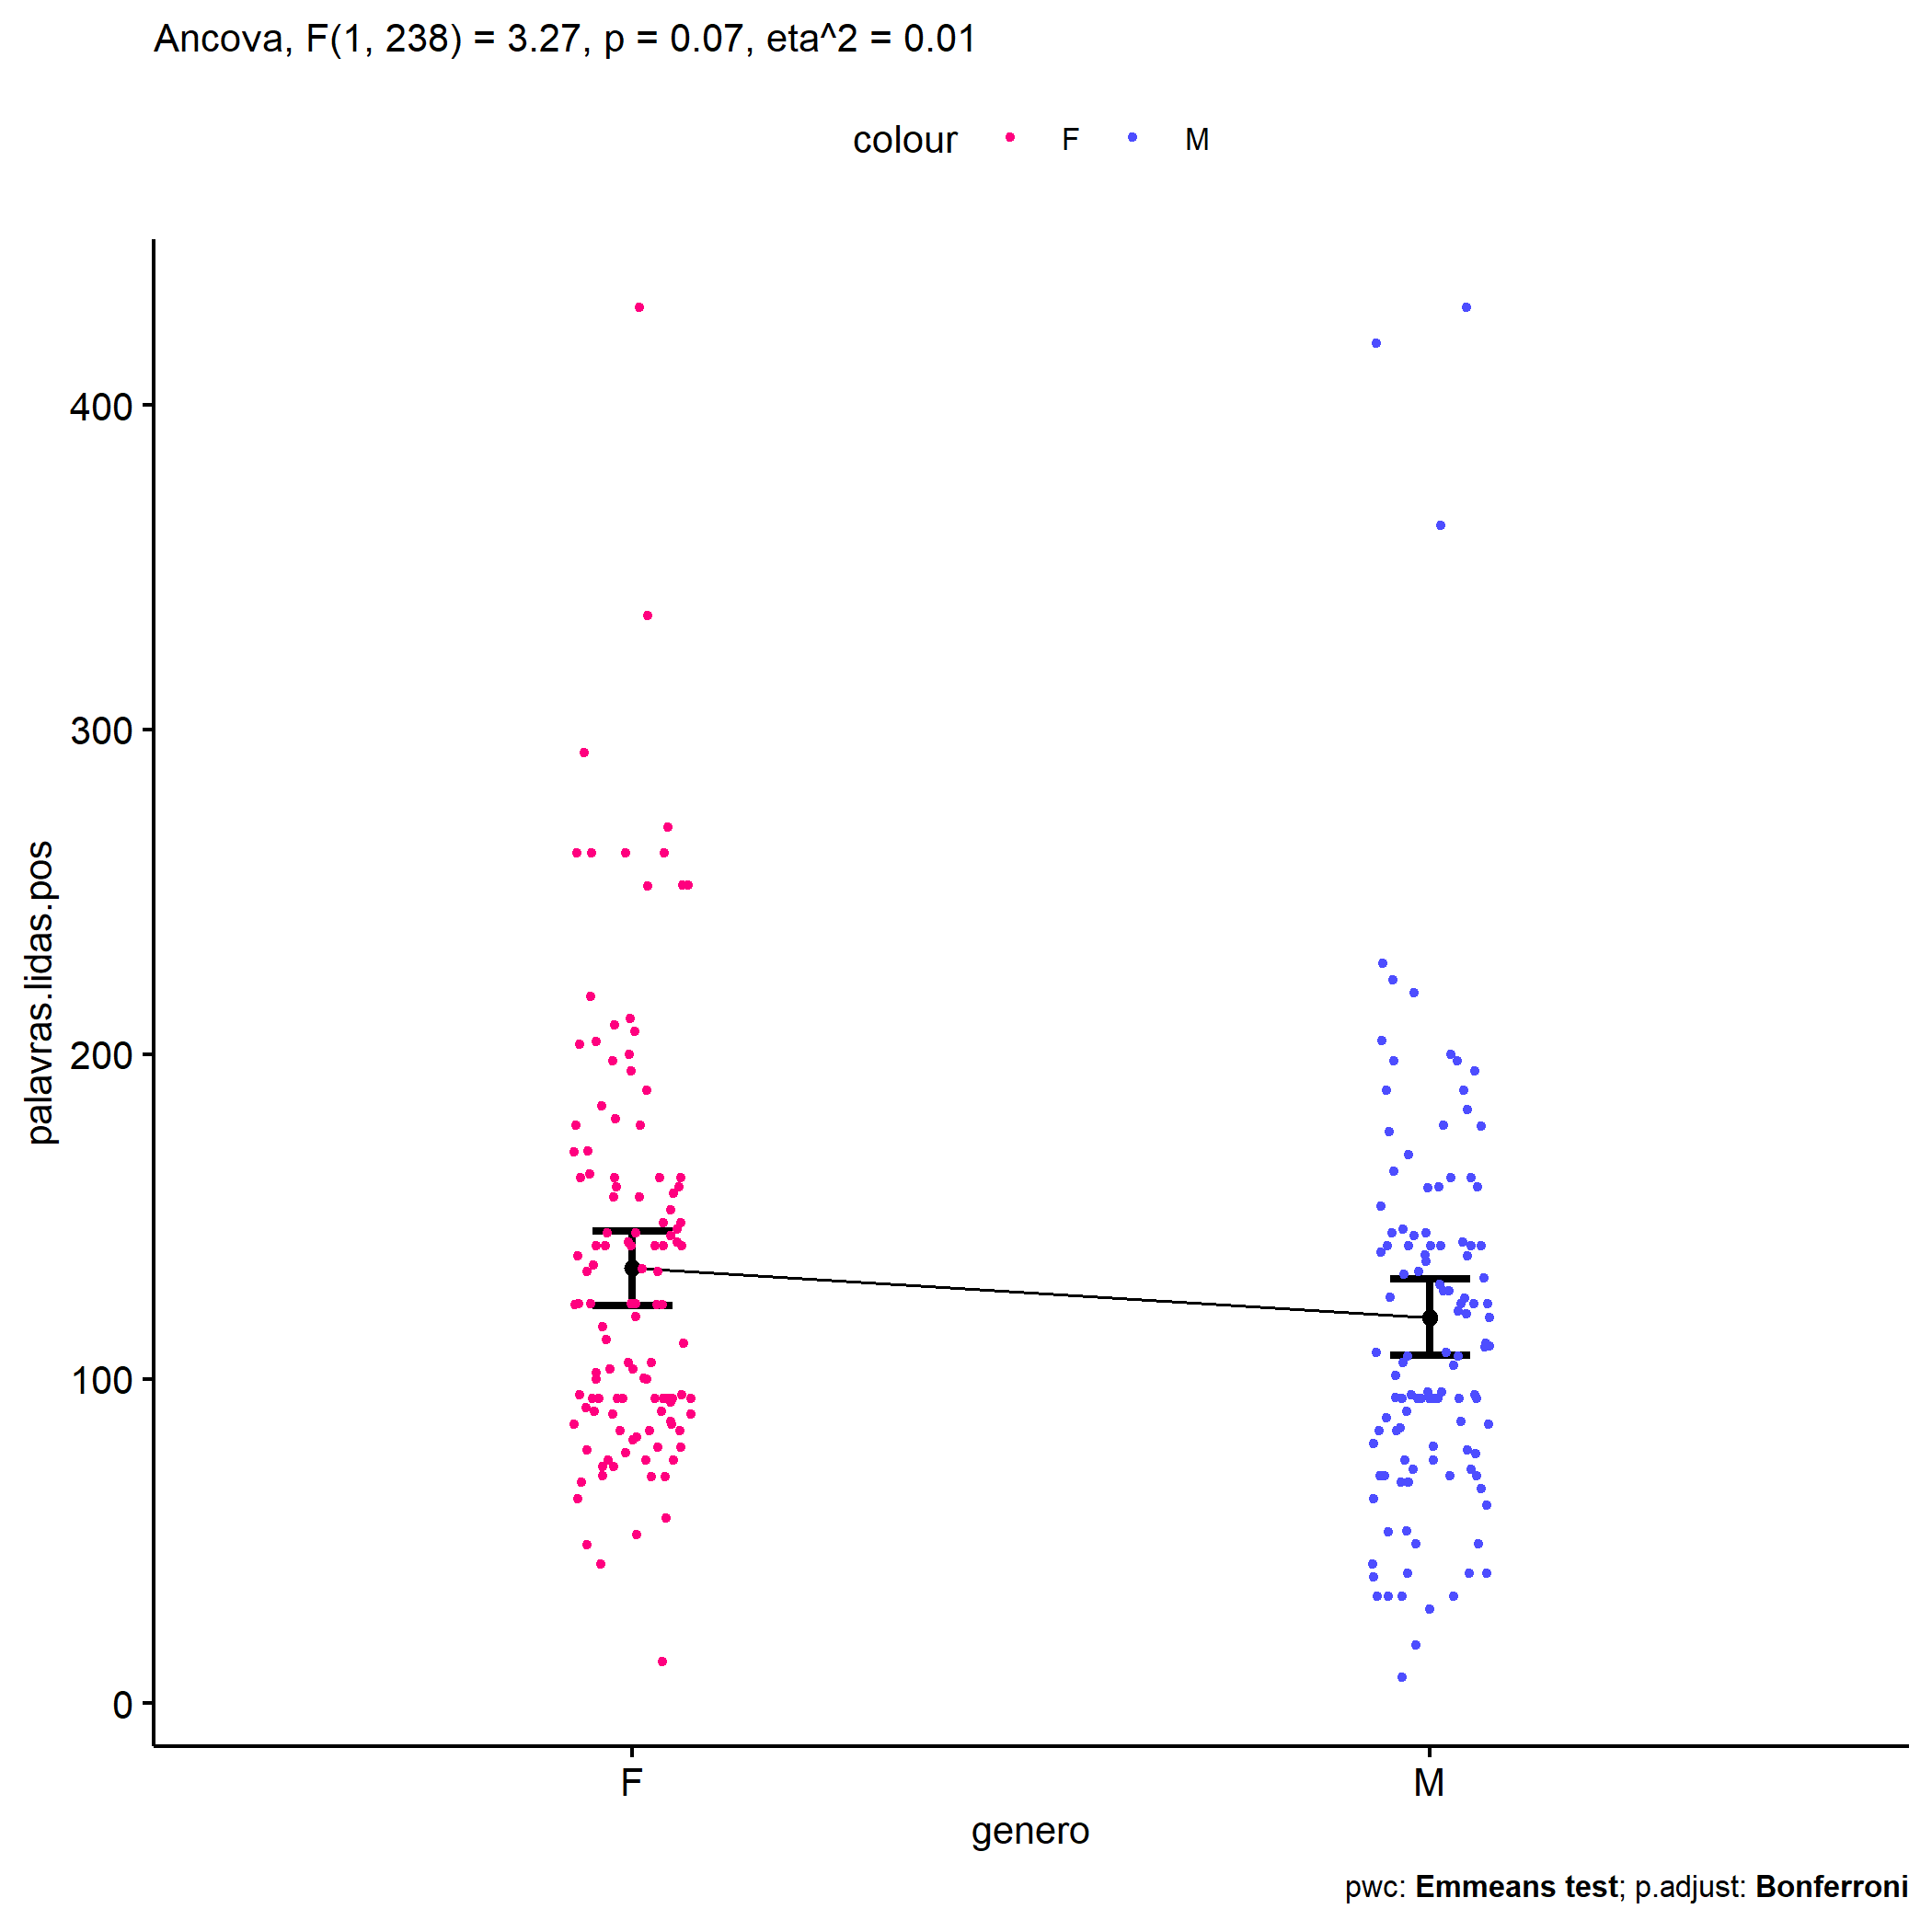 Ancova, F(1, 238) = 3.27, p = 0.07, eta^2 = 0.01
colour F M
palavras.lidas.pos
400
300
200
100
0
F M
genero
pwc: Emmeans test; p.adjust: Bonferroni